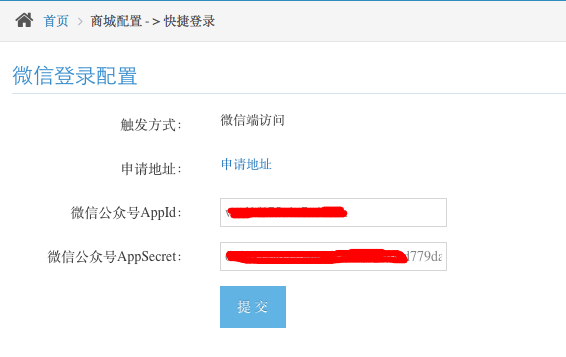 首页 > 商城配置 -> 快捷登录
微信登录配置
触发方式： 微信端访问
申请地址： 申请地址
微信公众号AppId：
微信公众号AppSecret： d779da
提 交